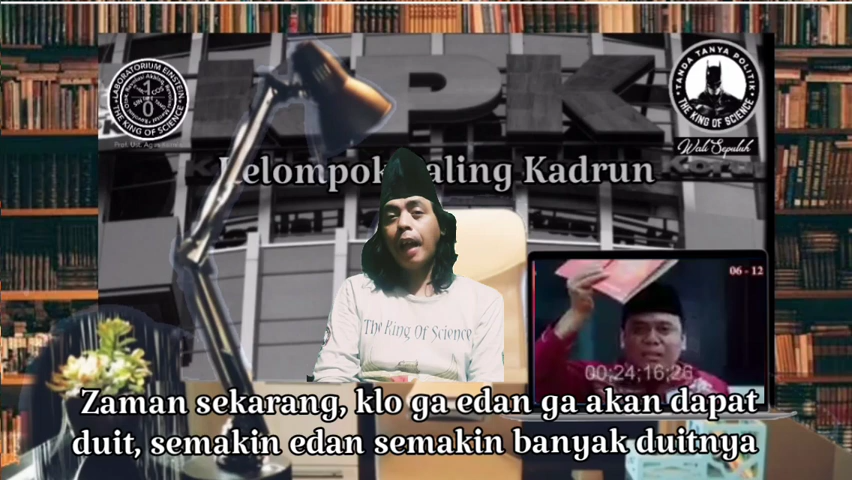 KPK
LABORATORIUM EINSTEIN
THE KING OF SCIENCE
TANDA TANYA POLITIK
THE KING OF SCIENCE
Wali Sepuluh
Kelompok Paling Kadrun
The King Of Science
06 - 12
00:24:16:26
Zaman sekarang, klo ga edan ga akan dapat
duit, semakin edan semakin banyak duitnya